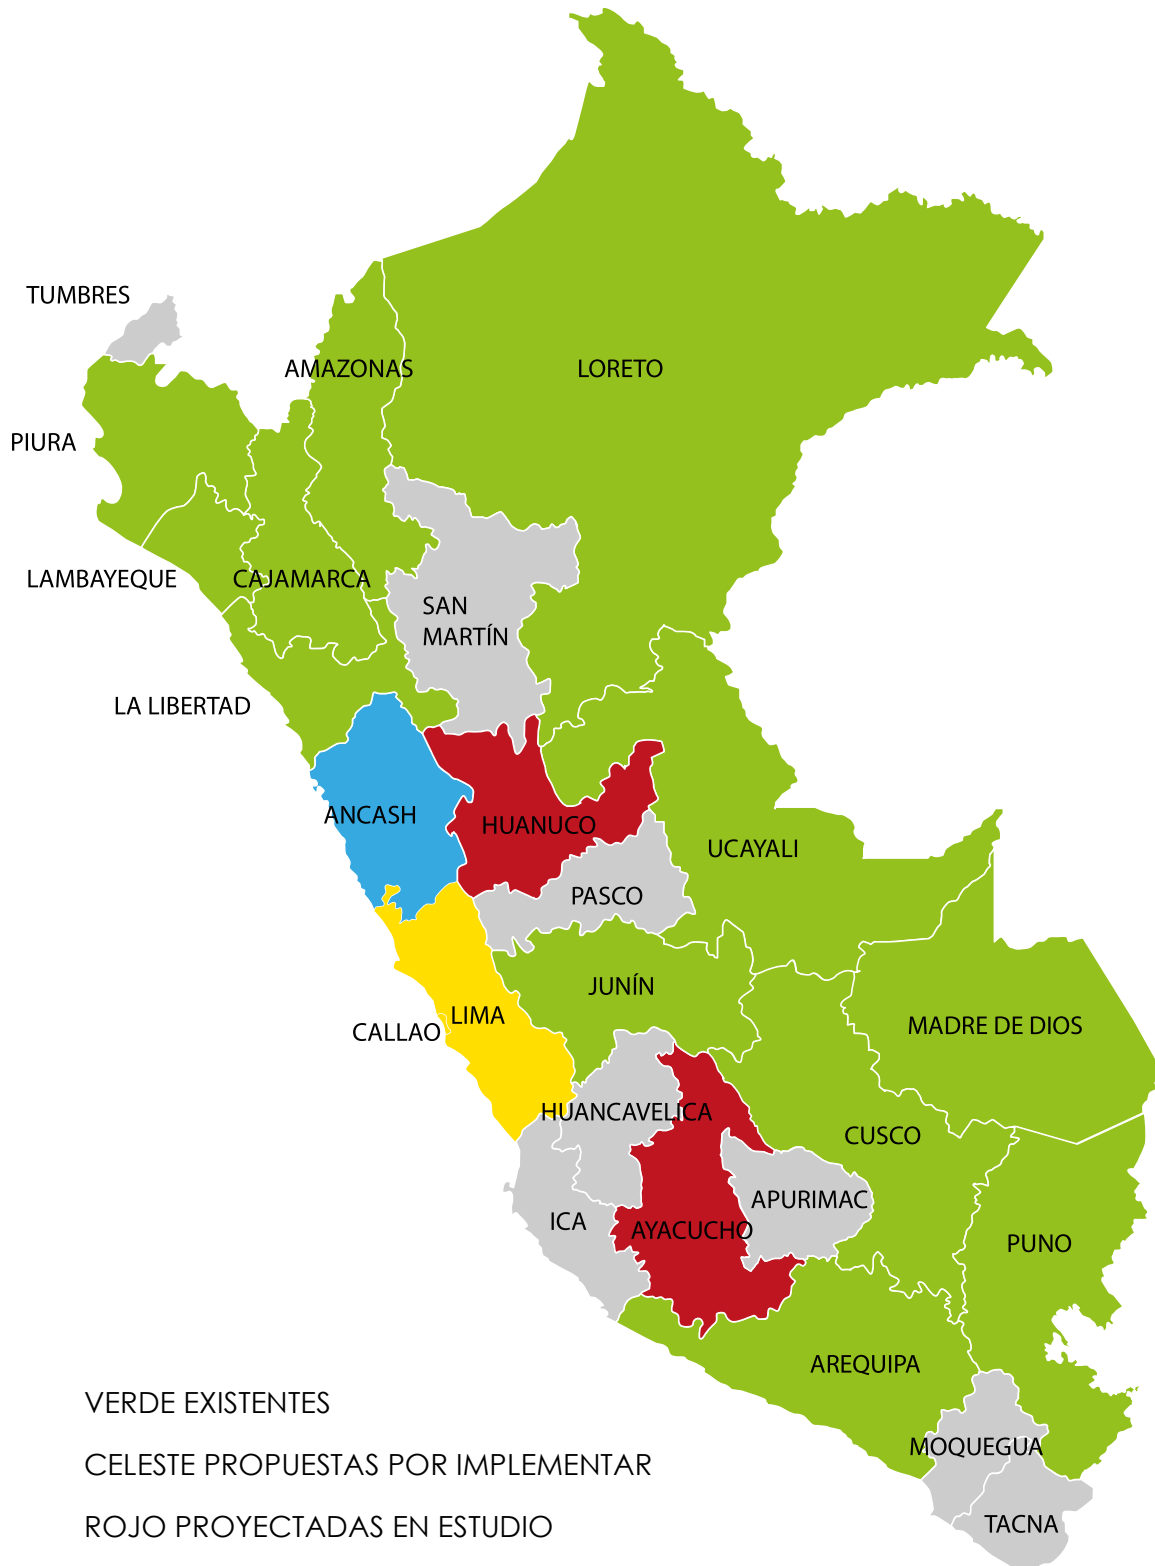 TUMBRES
AMAZONAS
LORETO
PIURA
LAMBAYEQUE
CAJAMARCA
SAN
MARTÍN
LA LIBERTAD
ANCASH
HUANUCO
UCAYALI
PASCO
JUNÍN
LIMA
CALLAO
MADRE DE DIOS
HUANCAVELICA
CUSCO
APURIMAC
ICA
AYACUCHO
PUNO
AREQUIPA
MOQUEGUA
TACNA
VERDE EXISTENTES
CELESTE PROPUESTAS POR IMPLEMENTAR
ROJO PROYECTADAS EN ESTUDIO